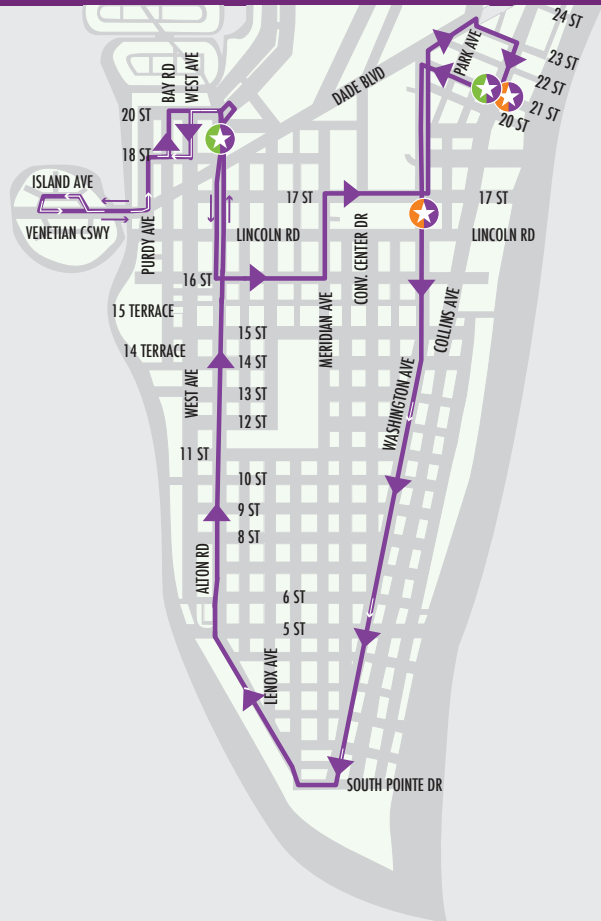 24 ST
23 ST
22 ST
21 ST
20 ST
PARK AVE
DADE BLVD
BAY RD
WEST AVE
20 ST
18 ST
ISLAND AVE
VENETIAN CSWY
PURDY AVE
17 ST
17 ST
LINCOLN RD
LINCOLN RD
CONV. CENTER DR
16 ST
MERIDIAN AVE
COLLINS AVE
15 TERRACE
15 ST
14 TERRACE
14 ST
WEST AVE
13 ST
WASHINGTON AVE
12 ST
11 ST
10 ST
9 ST
8 ST
ALTON RD
6 ST
5 ST
LENOX AVE
SOUTH POINTE DR